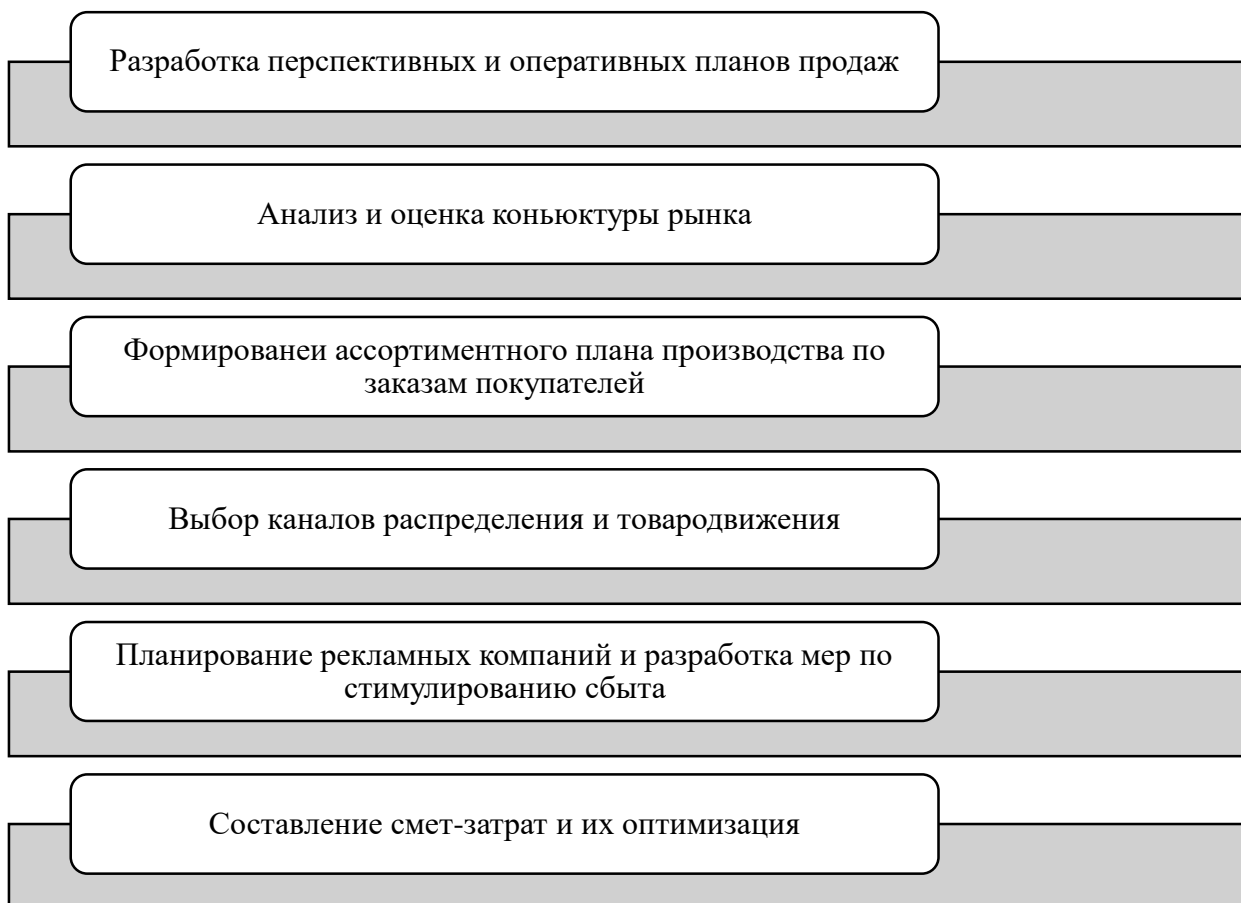 Разработка перспективных и оперативных планов продаж
Анализ и оценка коньюктуры рынка
Формированеи ассортиментного плана производства по
заказам покупателей
Выбор каналов распределения и товародвижения
Планирование рекламных компаний и разработка мер по
стимулированию сбыта
Составление смет-затрат и их оптимизация